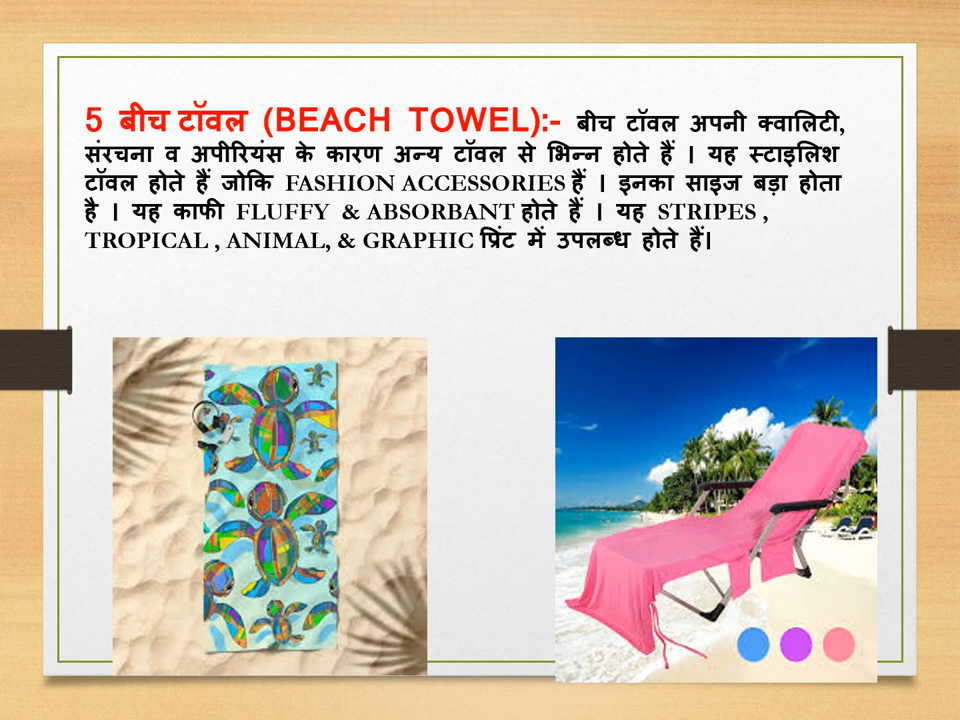 5 बीच टॉवल (BEACH TOWEL):- बीच टॉवल अपनी क्वालिटी,
संरचना व अपीरियंस के कारण अन्य टॉवल से भिन्न होते हैं । यह स्टाइलिश
टॉवल होते हैं जोकि FASHION ACCESSORIES हैं । इनका साइज बड़ा होता
है । यह काफी FLUFFY & ABSORBANT होते हैं । यह STRIPES ,
TROPICAL , ANIMAL, & GRAPHIC प्रिंट में उपलब्ध होते हैं।